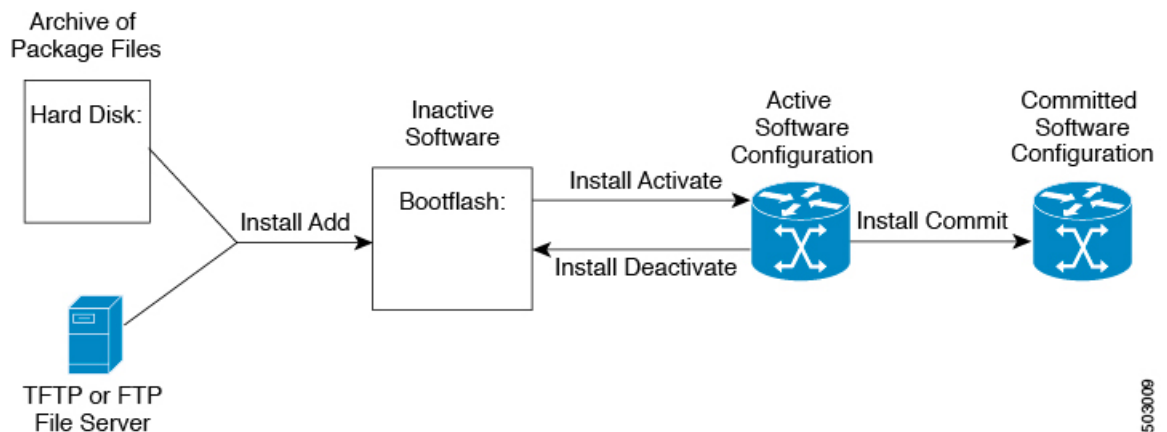 Archive of
Package Files
Hard Disk:
Inactive
Software
Bootflash:
Active
Software
Configuration
Committed
Software
Configuration
Install Add
Install Activate
Install Deactivate
Install Commit
TFTP or FTP
File Server
503009